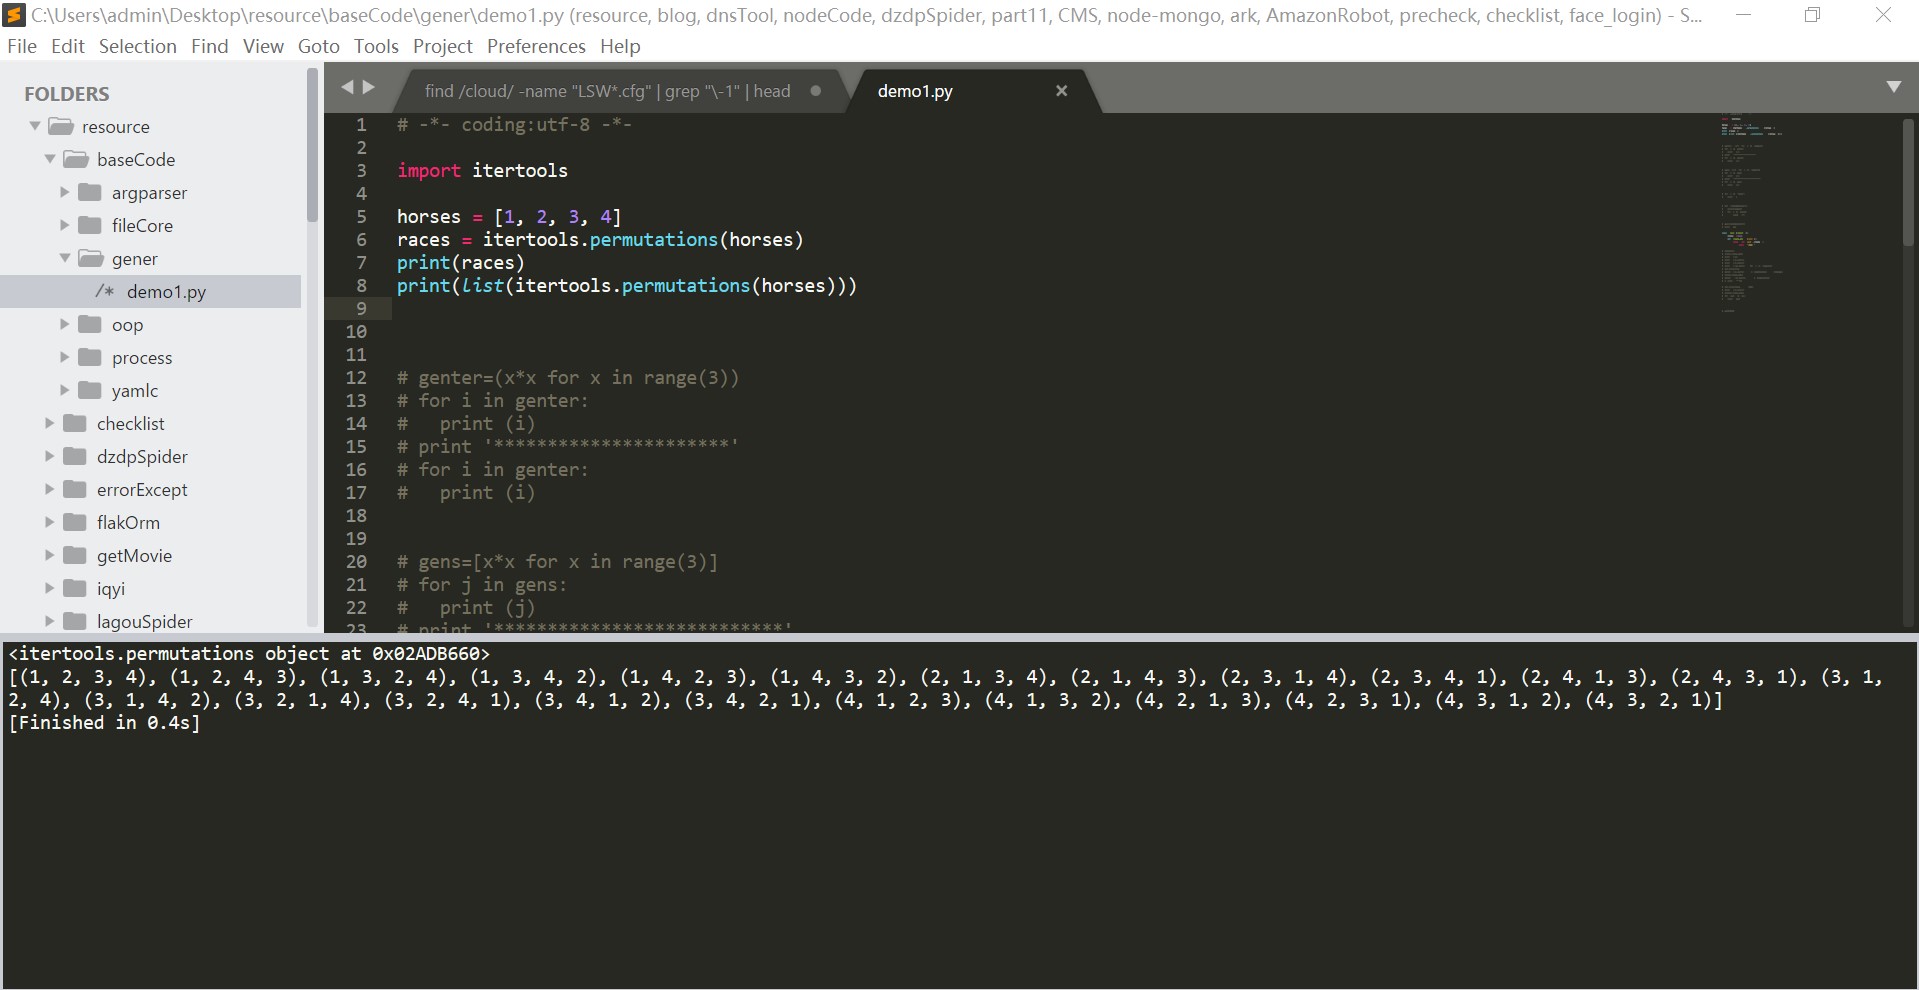 C:\Users\admin\Desktop\resource\baseCode\gener\demo1.py (resource, blog, dnsTool, nodeCode, dzdpSpider, part11, CMS, node-mongo, ark, AmazonRobot, precheck, checklist, face_login) - S...
File Edit Selection Find View Goto Tools Project Preferences Help
FOLDERS
resource
baseCode
argparser
fileCore
gener
/* demo1.py
oop
process
yamlc
checklist
dzdpSpider
errorExcept
flakOrm
getMovie
iqyi
lagouSpider
find /cloud/ -name "LSW*.cfg" | grep "\-1" | head
demo1.py
1 # -*- coding:utf-8 -*-
2
3 import itertools
4
5 horses = [1, 2, 3, 4]
6 races = itertools.permutations(horses)
7 print(races)
8 print(list(itertools.permutations(horses)))
9
10
11
12 # genter=(x*x for x in range(3))
13 # for i in genter:
14 #   print (i)
15 # print '**********************'
16 # for i in genter:
17 #   print (i)
18
19
20 # gens=[x*x for x in range(3)]
21 # for j in gens:
22 #   print (j)
23 # print '***************************'
<itertools.permutations object at 0x02ADB660>
[(1, 2, 3, 4), (1, 2, 4, 3), (1, 3, 2, 4), (1, 3, 4, 2), (1, 4, 2, 3), (1, 4, 3, 2), (2, 1, 3, 4), (2, 1, 4, 3), (2, 3, 1, 4), (2, 3, 4, 1), (2, 4, 1, 3), (2, 4, 3, 1), (3, 1,
2, 4), (3, 1, 4, 2), (3, 2, 1, 4), (3, 2, 4, 1), (3, 4, 1, 2), (3, 4, 2, 1), (4, 1, 2, 3), (4, 1, 3, 2), (4, 2, 1, 3), (4, 2, 3, 1), (4, 3, 1, 2), (4, 3, 2, 1)]
[Finished in 0.4s]